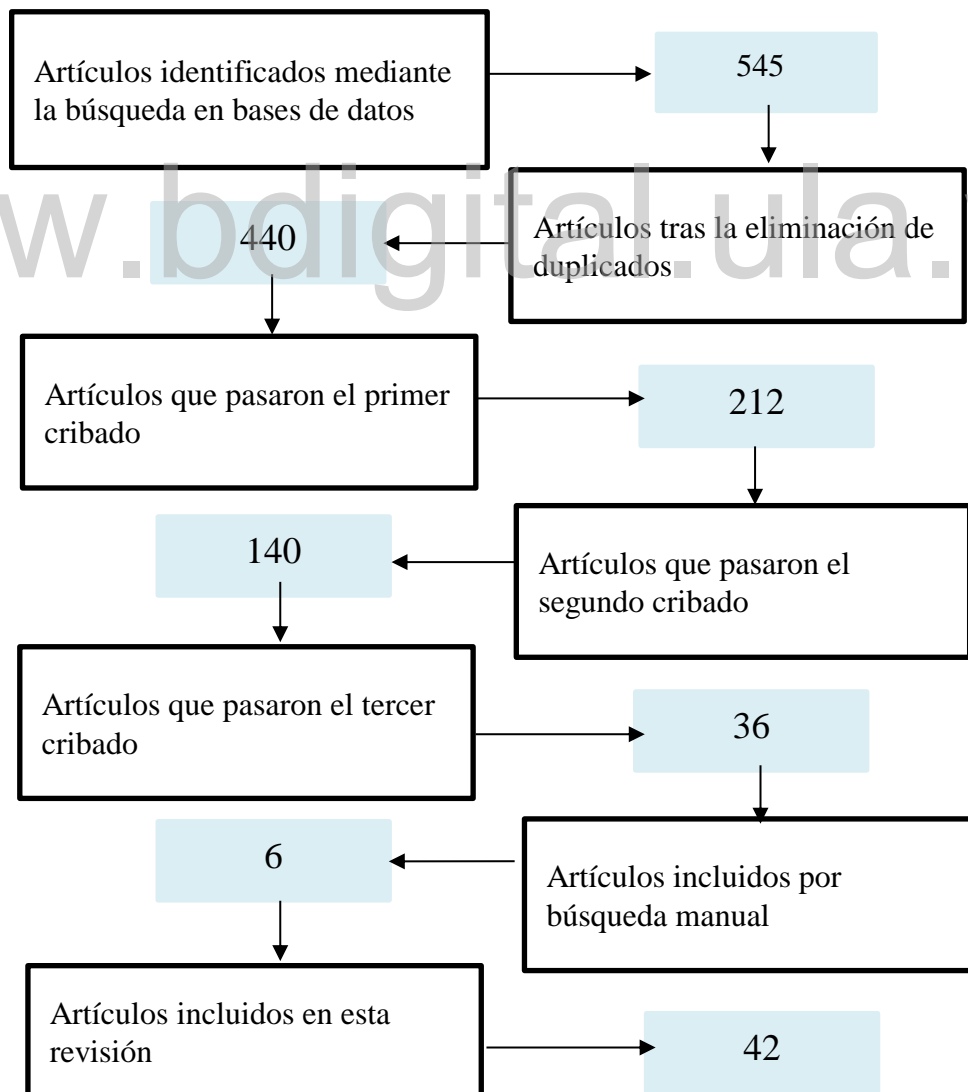 Artículos identificados mediante
la búsqueda en bases de datos
545
Artículos tras la eliminación de
duplicados
440
Artículos que pasaron el primer
cribado
212
Artículos que pasaron el
segundo cribado
140
Artículos que pasaron el tercer
cribado
36
Artículos incluidos por
búsqueda manual
6
Artículos incluidos en esta
revisión
42
w.bdigital.ula.